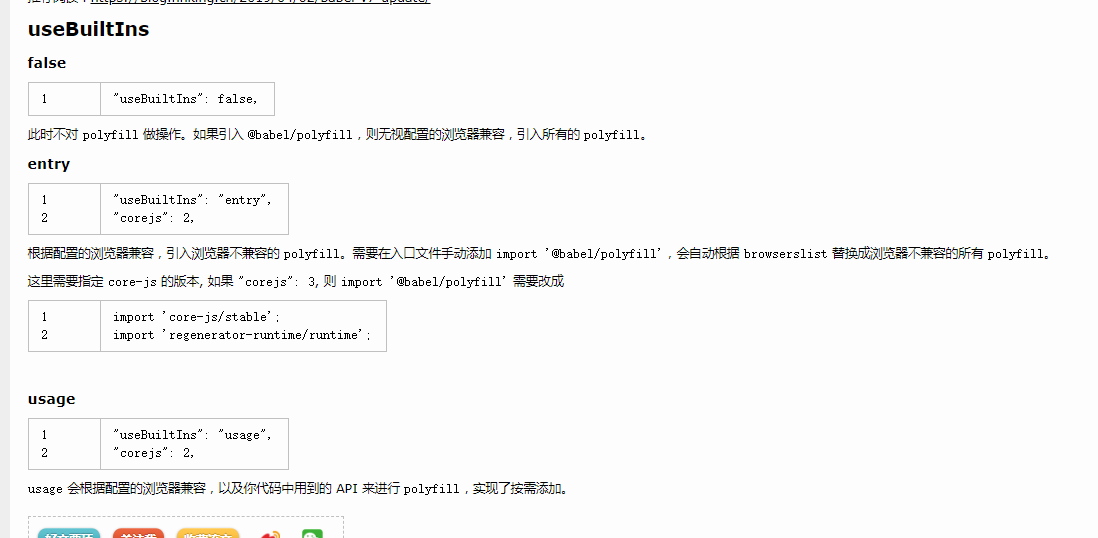 useBuiltIns
false
1 "useBuiltIns": false,
此时不对 polyfill 做操作。如果引入 @babel/polyfill，则无视配置的浏览器兼容，引入所有的 polyfill。
entry
1 "useBuiltIns": "entry",
2 "corejs": 2,
根据配置的浏览器兼容，引入浏览器不兼容的 polyfill。需要在入口文件手动添加 import '@babel/polyfill'，会自动根据 browserslist 替换成浏览器不兼容的所有 polyfill。
这里需要指定 core-js 的版本, 如果 "corejs": 3, 则 import '@babel/polyfill' 需要改成
1 import 'core-js/stable';
2 import 'regenerator-runtime/runtime';
usage
1 "useBuiltIns": "usage",
2 "corejs": 2,
usage 会根据配置的浏览器兼容，以及你代码中用到的 API 来进行 polyfill，实现了按需添加。